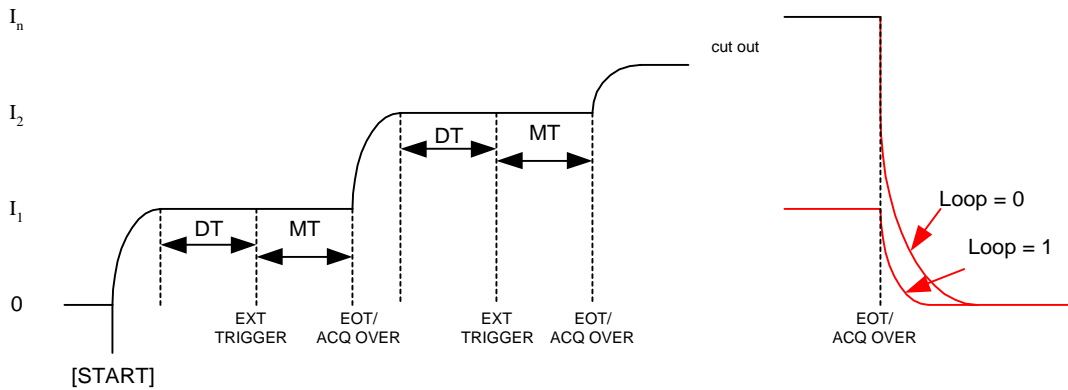 Iₙ
cut out
I₂
DT
MT
I₁
Loop = 0
DT
MT
Loop = 1
0
EXT
TRIGGER
EOT/
ACQ OVER
EXT
TRIGGER
EOT/
ACQ OVER
EOT/
ACQ OVER
[START]